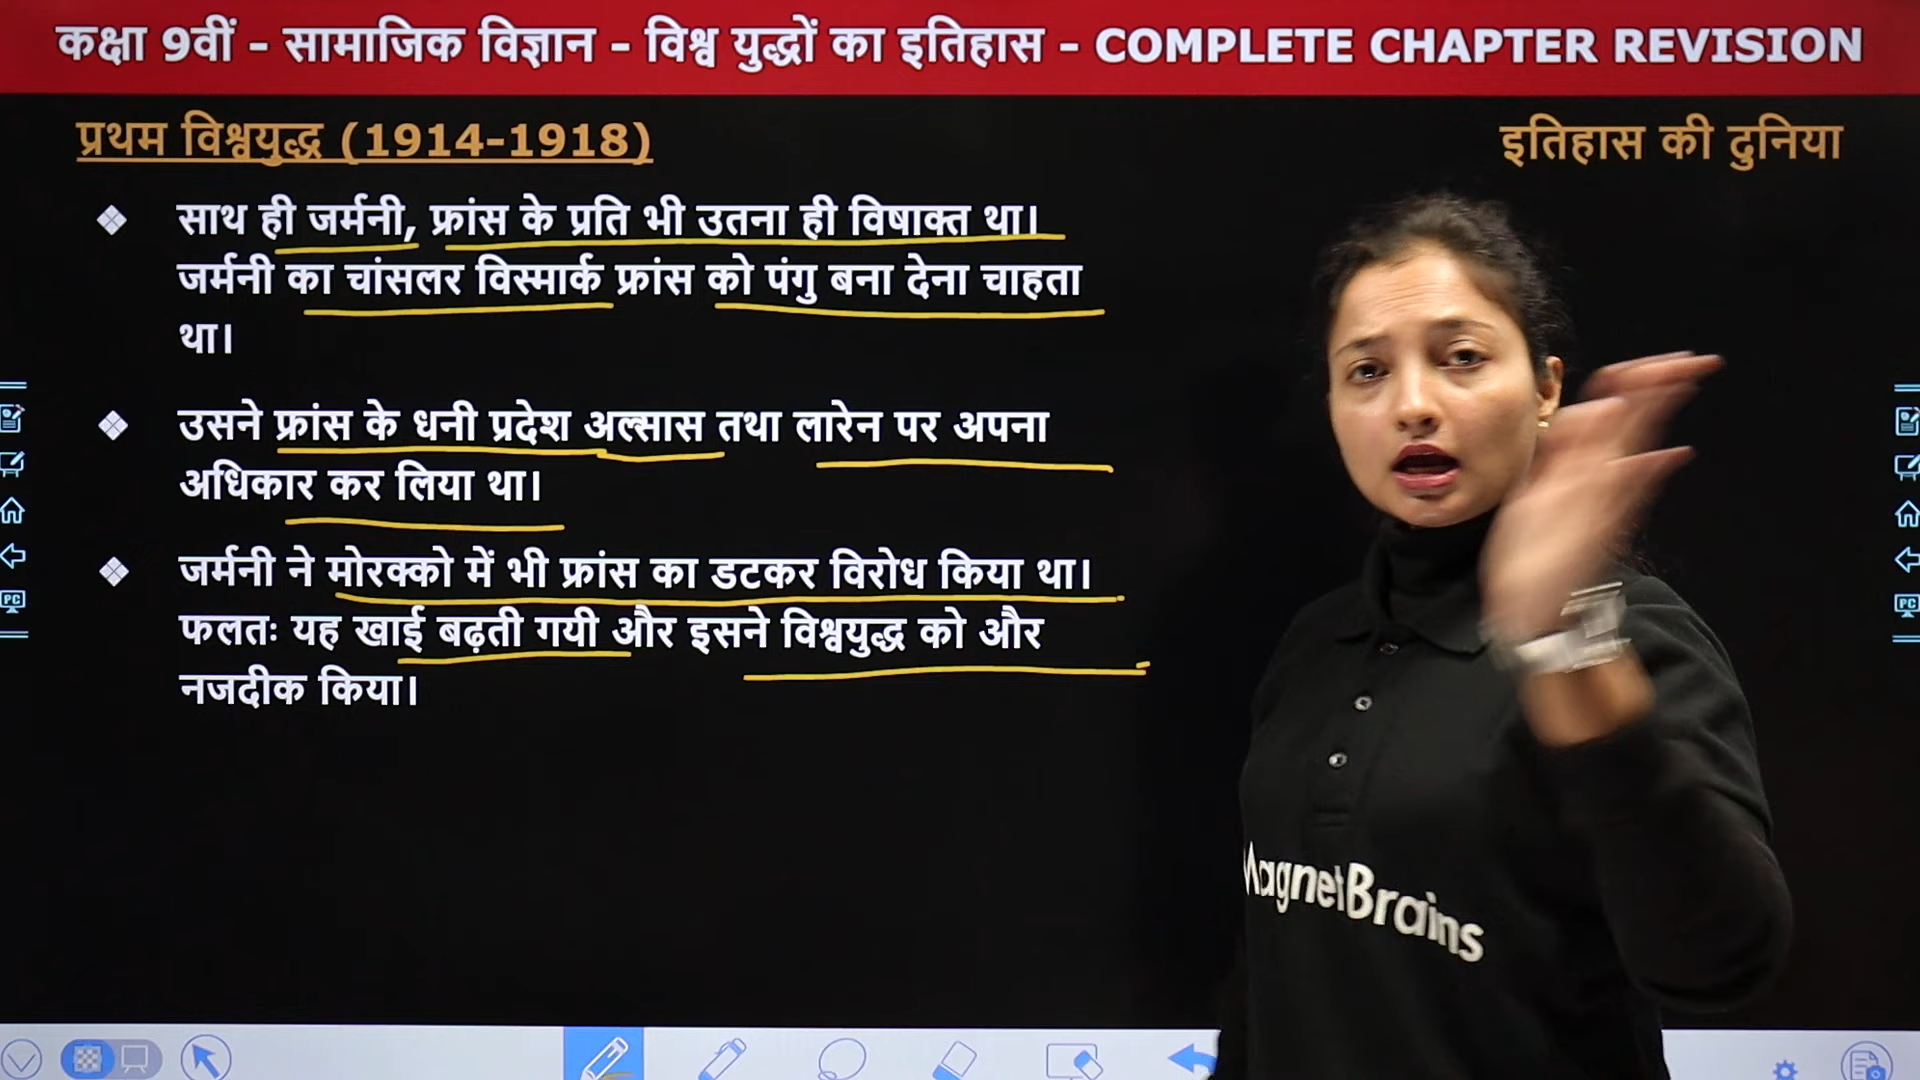 कक्षा 9वीं - सामाजिक विज्ञान - विश्व युद्धों का इतिहास - COMPLETE CHAPTER REVISION
प्रथम विश्वयुद्ध (1914-1918)
इतिहास की दुनिया
❖ साथ ही जर्मनी, फ्रांस के प्रति भी उतना ही विषाक्त था।
जर्मनी का चांसलर विस्मार्क फ्रांस को पंगु बना देना चाहता
था।
❖ उसने फ्रांस के धनी प्रदेश अल्सास तथा लारेन पर अपना
अधिकार कर लिया था।
❖ जर्मनी ने मोरक्को में भी फ्रांस का डटकर विरोध किया था।
फलतः यह खाई बढ़ती गयी और इसने विश्वयुद्ध को और
नजदीक किया।
MagnetBrains
PC
PC